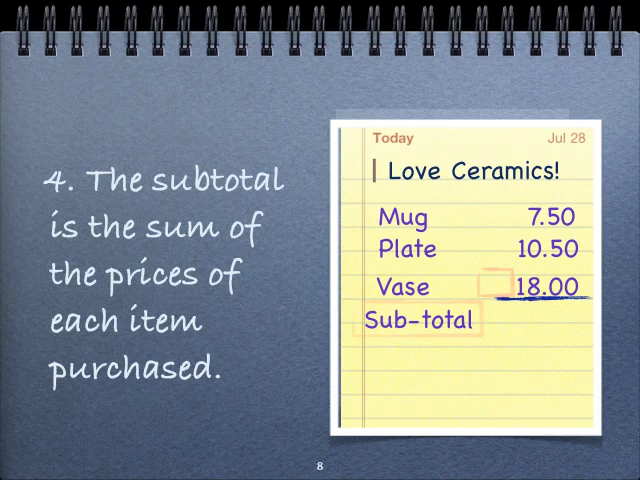 4. The subtotal
is the sum of
the prices of
each item
purchased.
Today Jul 28
I Love Ceramics!
Mug 7.50
Plate 10.50
Vase 18.00
Sub-total
8